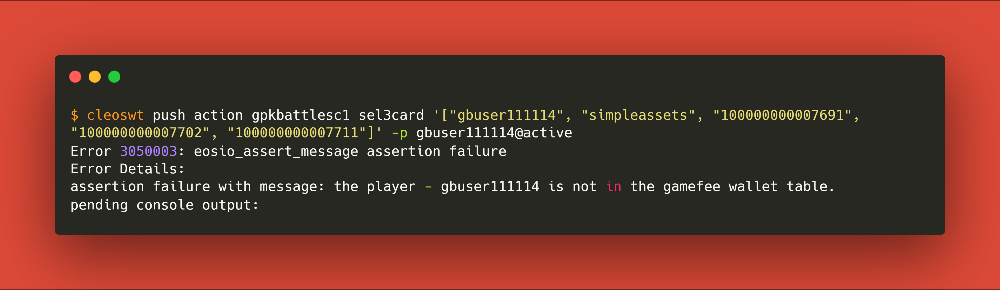 $ cleoswt push action gpkbattlesc1 sel3card '["gbuser111114", "simpleassets", "100000000007691",
"100000000007702", "100000000007711"]' -p gbuser111114@active
Error 3050003: eosio_assert_message assertion failure
Error Details:
assertion failure with message: the player - gbuser111114 is not in the gamefee wallet table.
pending console output: